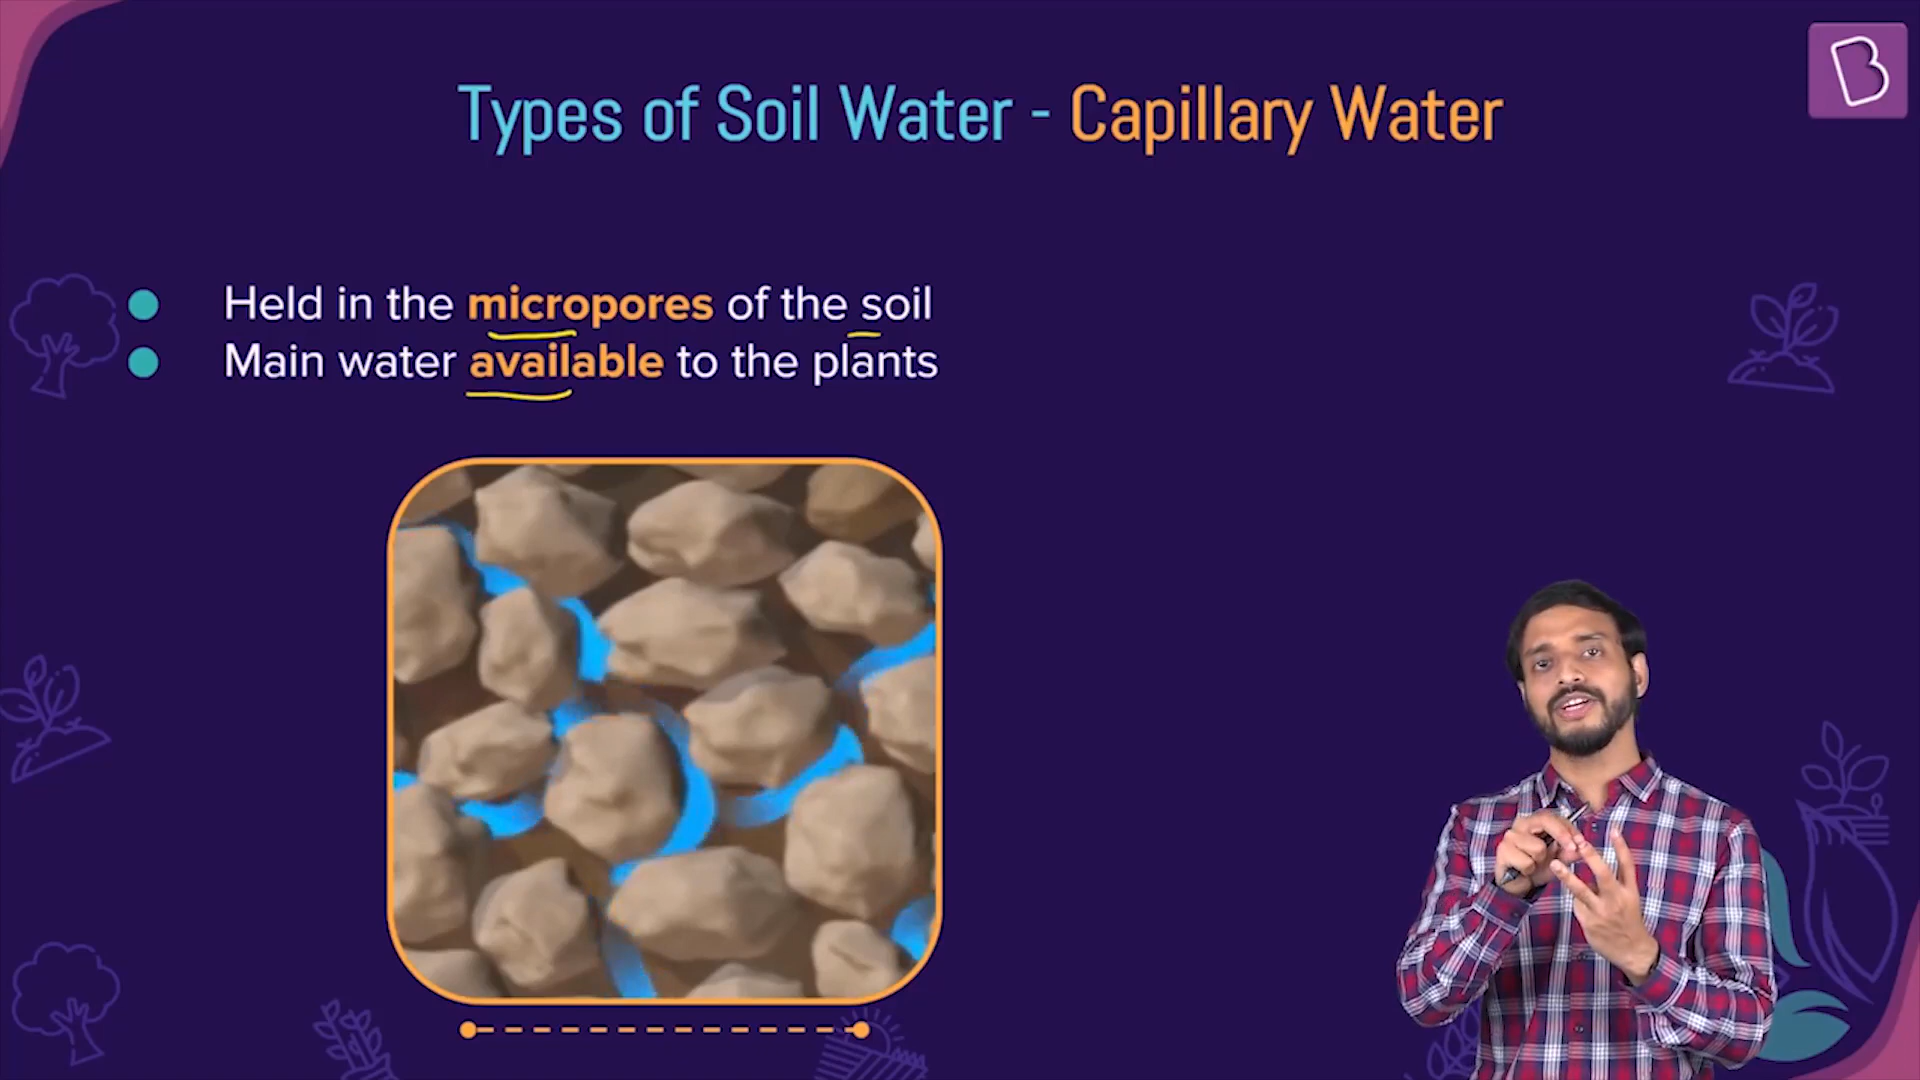 Types of Soil Water - Capillary Water
Held in the micropores of the soil
Main water available to the plants